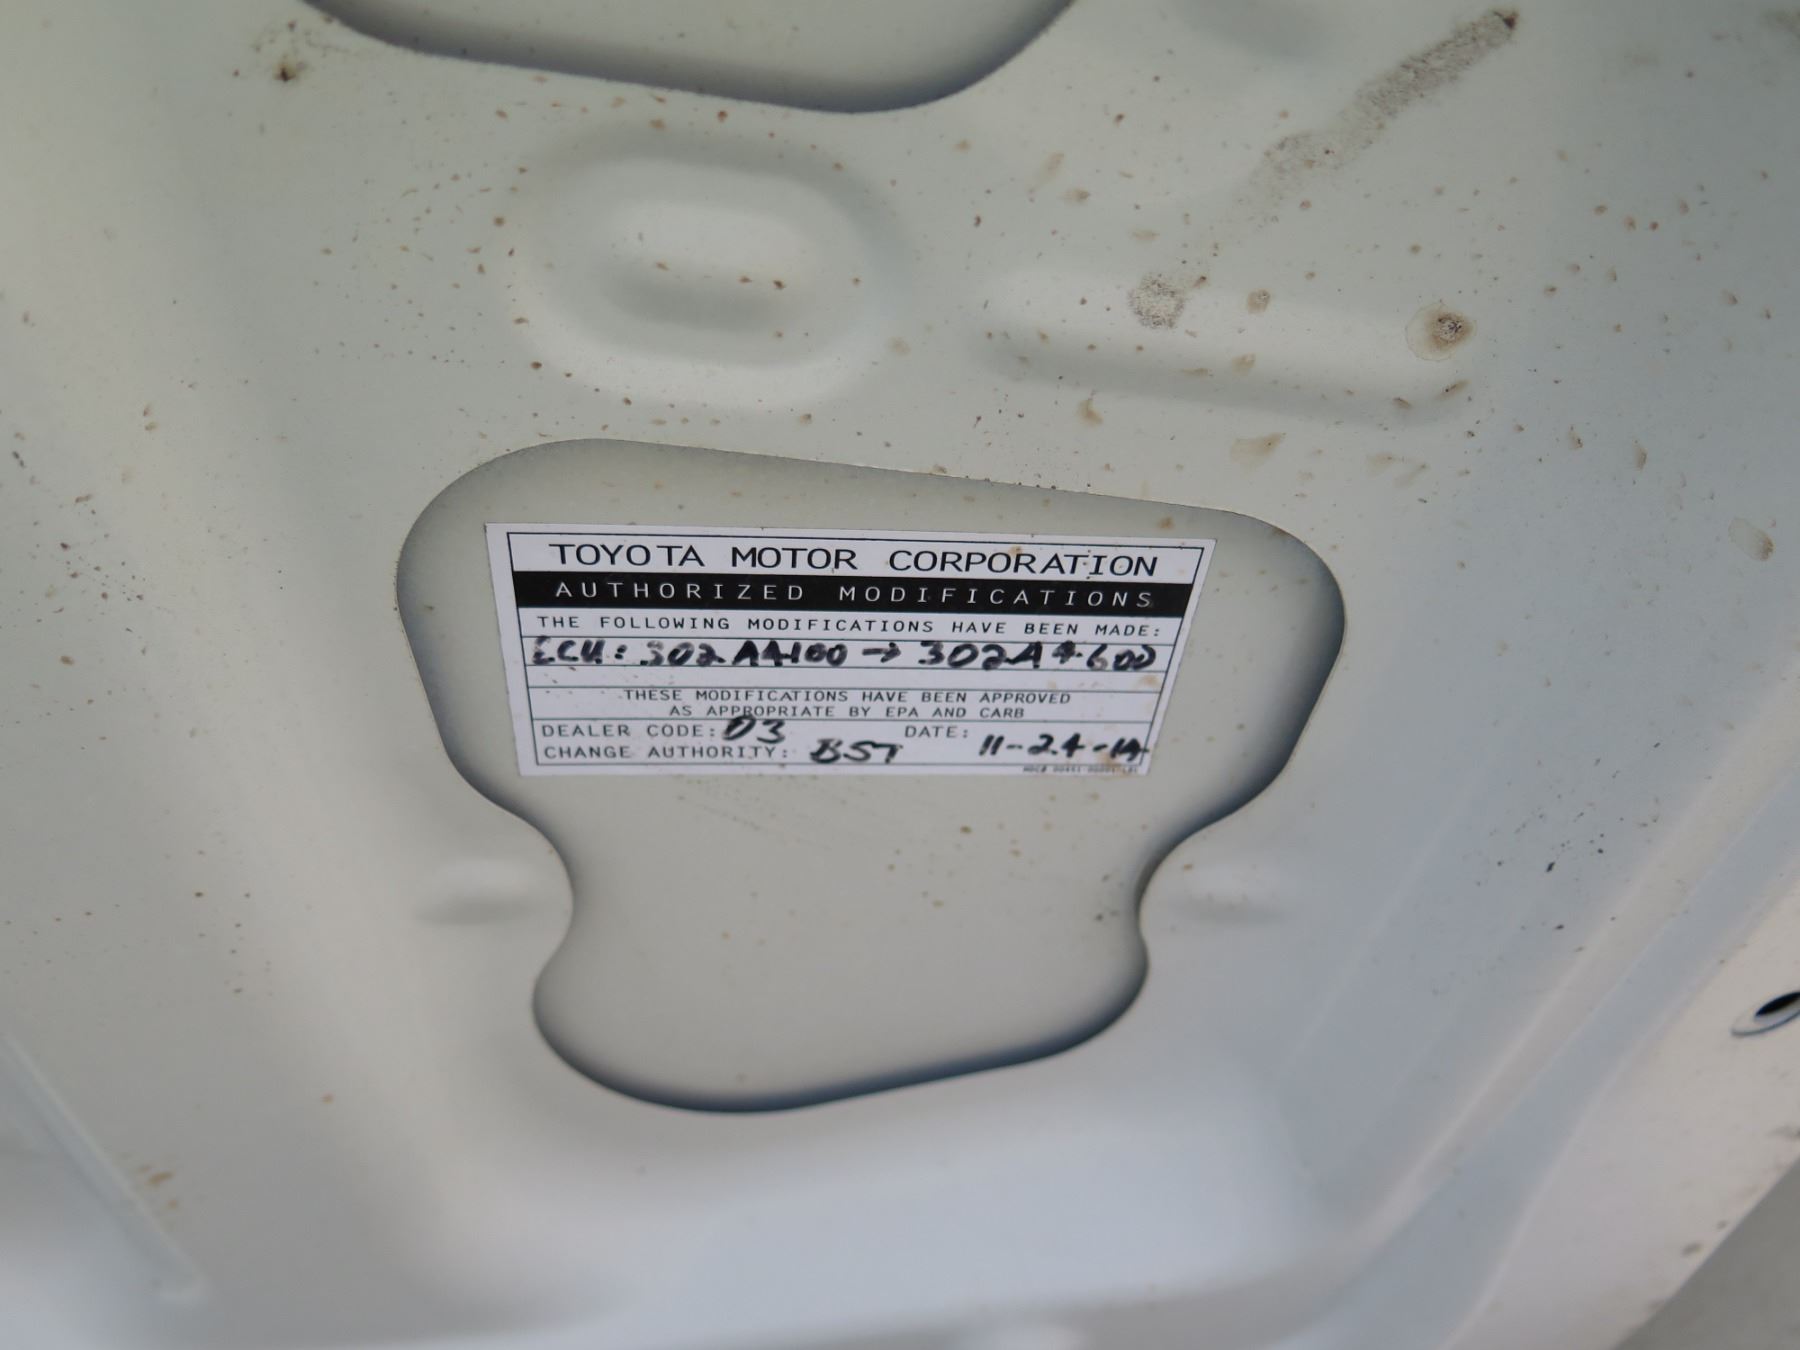 TOYOTA MOTOR CORPORATION
AUTHORIZED MODIFICATIONS
THE FOLLOWING MODIFICATIONS HAVE BEEN MADE:
ECU: 302A4100 → 302A4600
THESE MODIFICATIONS HAVE BEEN APPROVED
AS APPROPRIATE BY EPA AND CARB
DEALER CODE: 03 DATE: 11-24-14
CHANGE AUTHORITY: BST